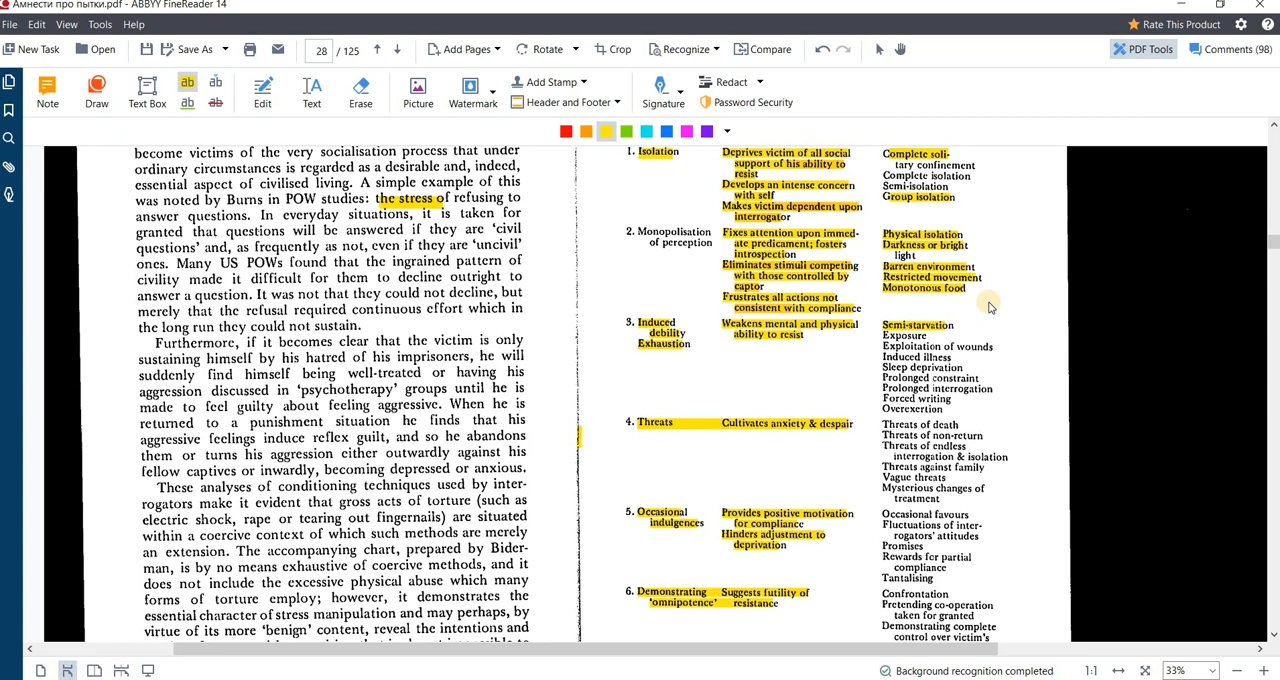 Амнести про пытки.pdf - ABBYY FineReader 14
File Edit View Tools Help
Rate This Product
New Task Open Save As 28 / 125 Add Pages Rotate Crop Recognize Compare PDF Tools Comments (98)
Note Draw Text Box Edit Text Erase Picture Watermark Add Stamp Header and Footer Signature Redact Password Security
become victims of the very socialisation process that under
ordinary circumstances is regarded as a desirable and, indeed,
essential aspect of civilised living. A simple example of this
was noted by Burns in POW studies: the stress of refusing to
answer questions. In everyday situations, it is taken for
granted that questions will be answered if they are ‘civil
questions’ and, as frequently as not, even if they are ‘uncivil’
ones. Many US POWs found that the ingrained pattern of
civility made it difficult for them to decline outright to
answer a question. It was not that they could not decline, but
merely that the refusal required continuous effort which in
the long run they could not sustain.
Furthermore, if it becomes clear that the victim is only
sustaining himself by his hatred of his imprisoners, he will
suddenly find himself being well-treated or having his
aggression discussed in ‘psychotherapy’ groups until he is
made to feel guilty about feeling aggressive. When he is
returned to a punishment situation he finds that his
aggressive feelings induce reflex guilt, and so he abandons
them or turns his aggression either outwardly against his
fellow captives or inwardly, becoming depressed or anxious.
These analyses of conditioning techniques used by inter-
rogators make it evident that gross acts of torture (such as
electric shock, rape or tearing out fingernails) are situated
within a coercive context of which such methods are merely
an extension. The accompanying chart, prepared by Bider-
man, is by no means exhaustive of coercive methods, and it
does not include the excessive physical abuse which many
forms of torture employ; however, it demonstrates the
essential character of stress manipulation and may perhaps, by
virtue of its more ‘benign’ content, reveal the intentions and
1. Isolation
Deprives victim of all social
support of his ability to
resist
Develops an intense concern
with self
Makes victim dependent upon
interrogator
Complete soli-
tary confinement
Complete isolation
Semi-isolation
Group isolation
2. Monopolisation
of perception
Fixes attention upon immed-
ate predicament; fosters
introspection
Eliminates stimuli competing
with those controlled by
captor
Frustrates all actions not
consistent with compliance
Physical isolation
Darkness or bright
light
Barren environment
Restricted movement
Monotonous food
3. Induced
debility
Exhaustion
Weakens mental and physical
ability to resist
Semi-starvation
Exposure
Exploitation of wounds
Induced illness
Sleep deprivation
Prolonged constraint
Prolonged interrogation
Forced writing
Overexertion
4. Threats
Cultivates anxiety & despair
Threats of death
Threats of non-return
Threats of endless
interrogation & isolation
Threats against family
Vague threats
Mysterious changes of
treatment
5. Occasional
indulgences
Provides positive motivation
for compliance
Hinders adjustment to
deprivation
Occasional favours
Fluctuations of inter-
rogators’ attitudes
Promises
Rewards for partial
compliance
Tantalising
6. Demonstrating
‘omnipotence’
Suggests futility of
resistance
Confrontation
Pretending co-operation
taken for granted
Demonstrating complete
control over victim’s
Background recognition completed 1:1 33%